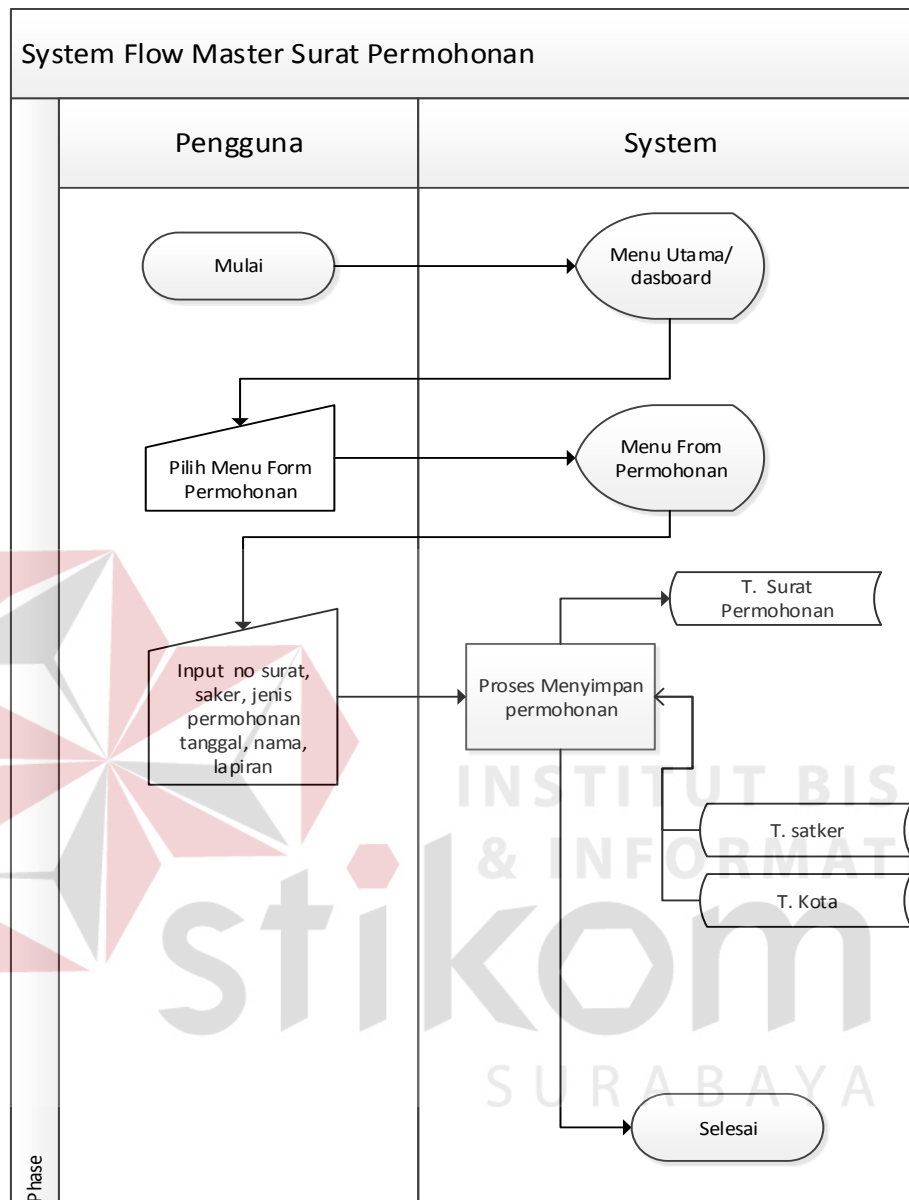 System Flow Master Surat Permohonan
Pengguna
System
Mulai
Menu Utama/
dasboard
Pilih Menu Form
Permohonan
Menu From
Permohonan
T. Surat
Permohonan
Input no surat,
saker, jenis
permohonan
tanggal, nama,
lapiran
Proses Menyimpan
permohonan
INSTITUT BIS
T. satker
& INFORMAT
T. Kota
stikom
SURABAYA
Selesai
Phase